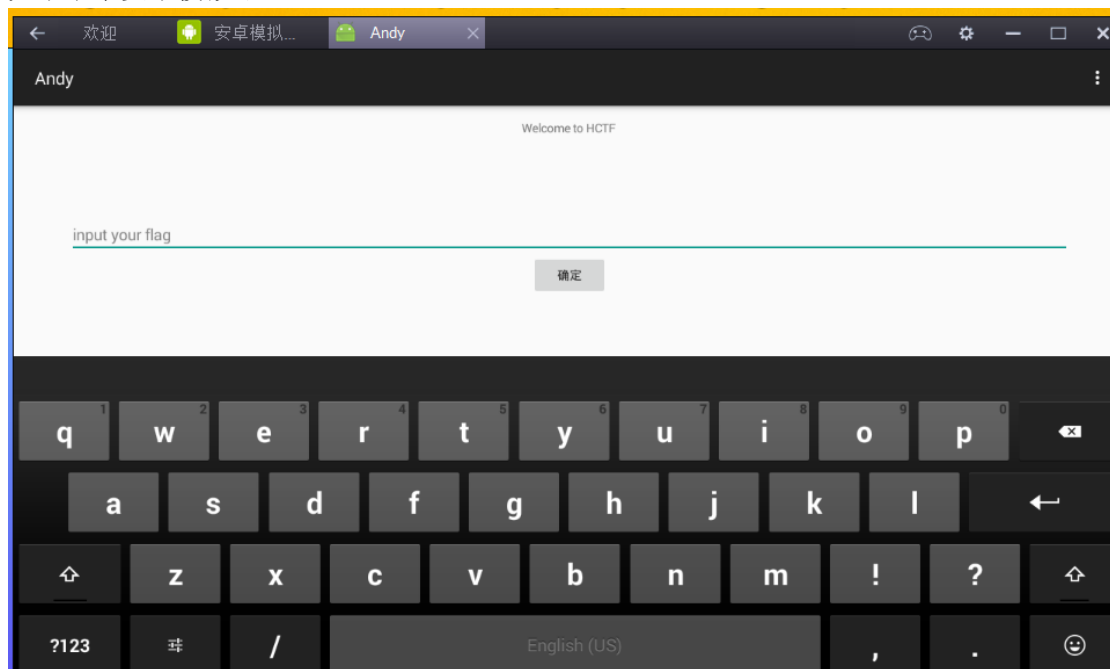 欢迎 安卓模拟... Andy
Andy
Welcome to HCTF
input your flag
确定
q 1 w 2 e 3 r 4 t 5 y 6 u 7 i 8 o 9 p 0
a s d f g h j k l
z x c v b n m ! ?
?123 / English (US) , .